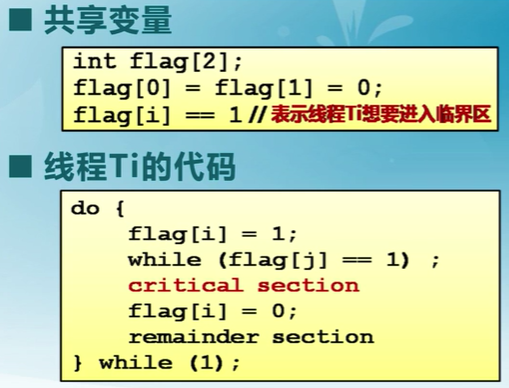 共享变量
int flag[2];
flag[0] = flag[1] = 0;
flag[i] == 1 // 表示线程Ti想要进入临界区
线程Ti的代码
do {
flag[i] = 1;
while (flag[j] == 1) ;
critical section
flag[i] = 0;
remainder section
} while (1);